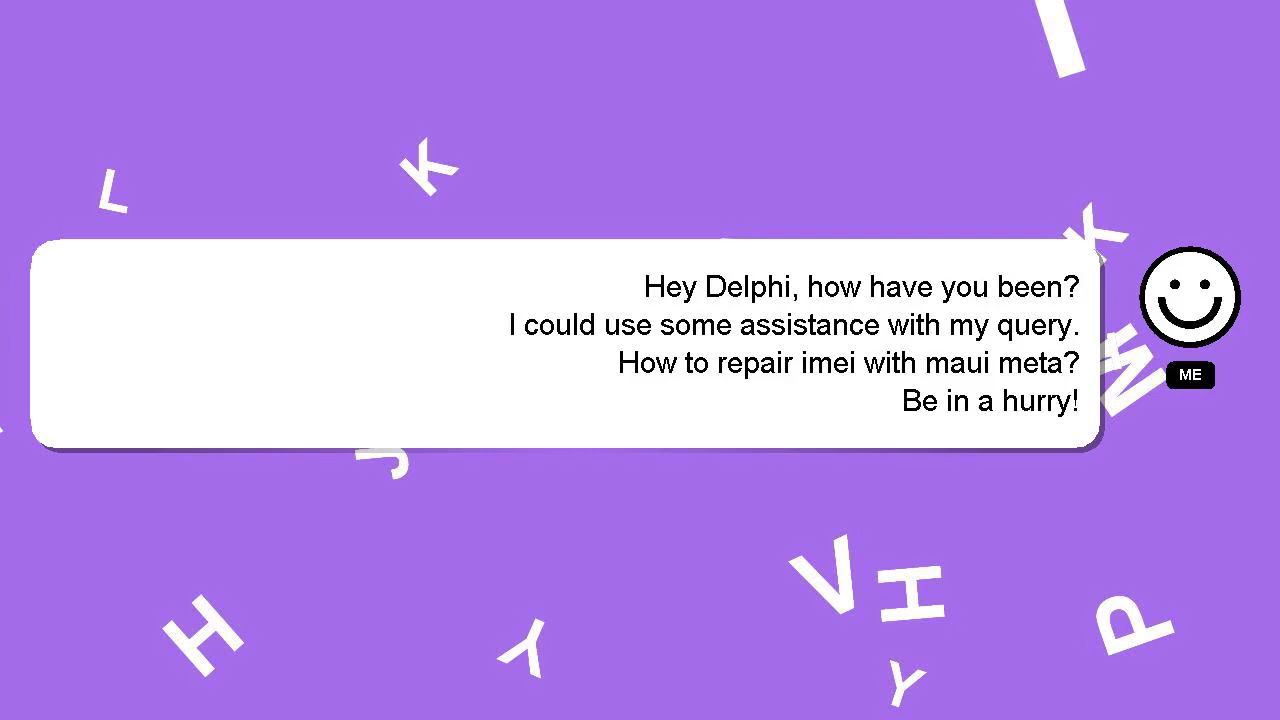 Hey Delphi, how have you been?
I could use some assistance with my query.
How to repair imei with maui meta?
Be in a hurry!
ME
I
L
K
K
M
J
V
H
H
Y
Y
P